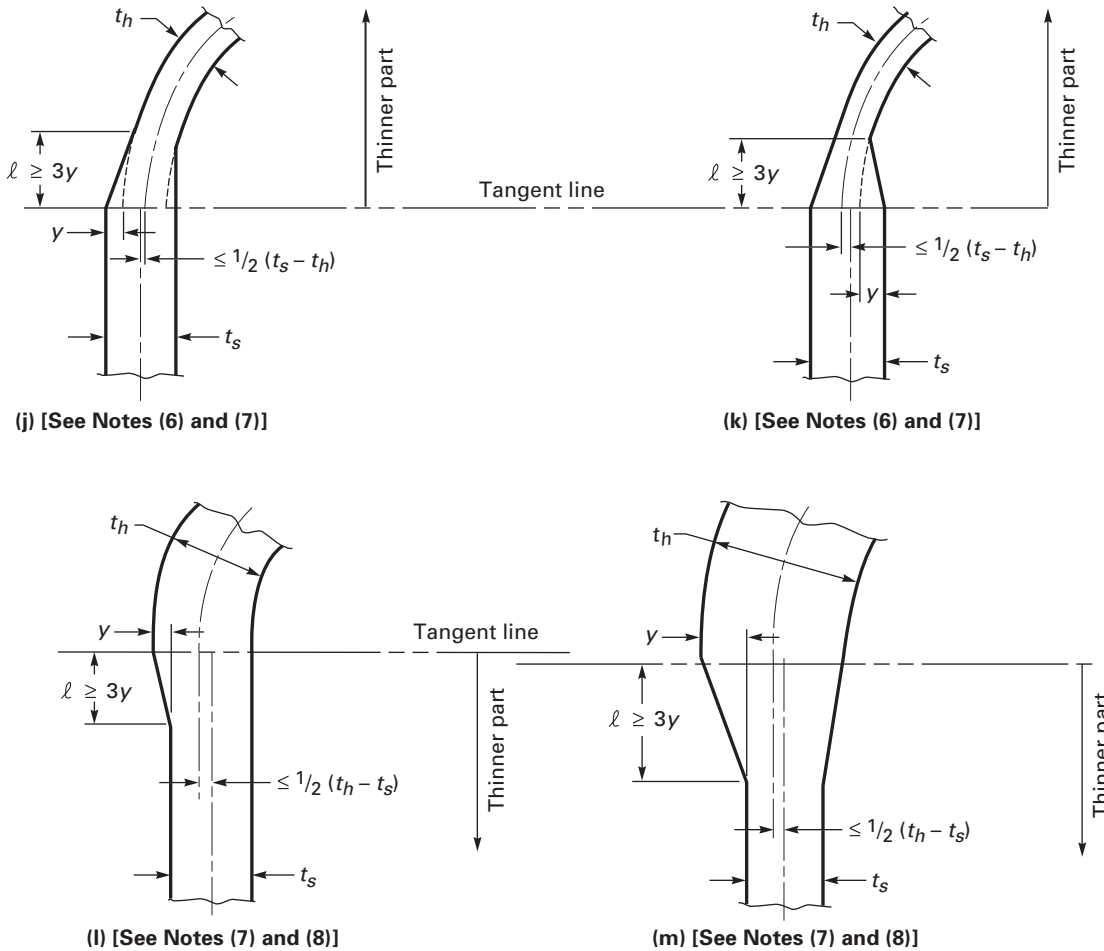 t_h
Thinner part
ℓ ≥ 3y
Tangent line
y
≤ 1/2 (t_s – t_h)
t_s
(j) [See Notes (6) and (7)]
t_h
Thinner part
ℓ ≥ 3y
≤ 1/2 (t_s – t_h)
y
t_s
(k) [See Notes (6) and (7)]
t_h
y
Tangent line
ℓ ≥ 3y
Thinner part
≤ 1/2 (t_h – t_s)
t_s
(l) [See Notes (7) and (8)]
t_h
y
ℓ ≥ 3y
Thinner part
≤ 1/2 (t_h – t_s)
t_s
(m) [See Notes (7) and (8)]